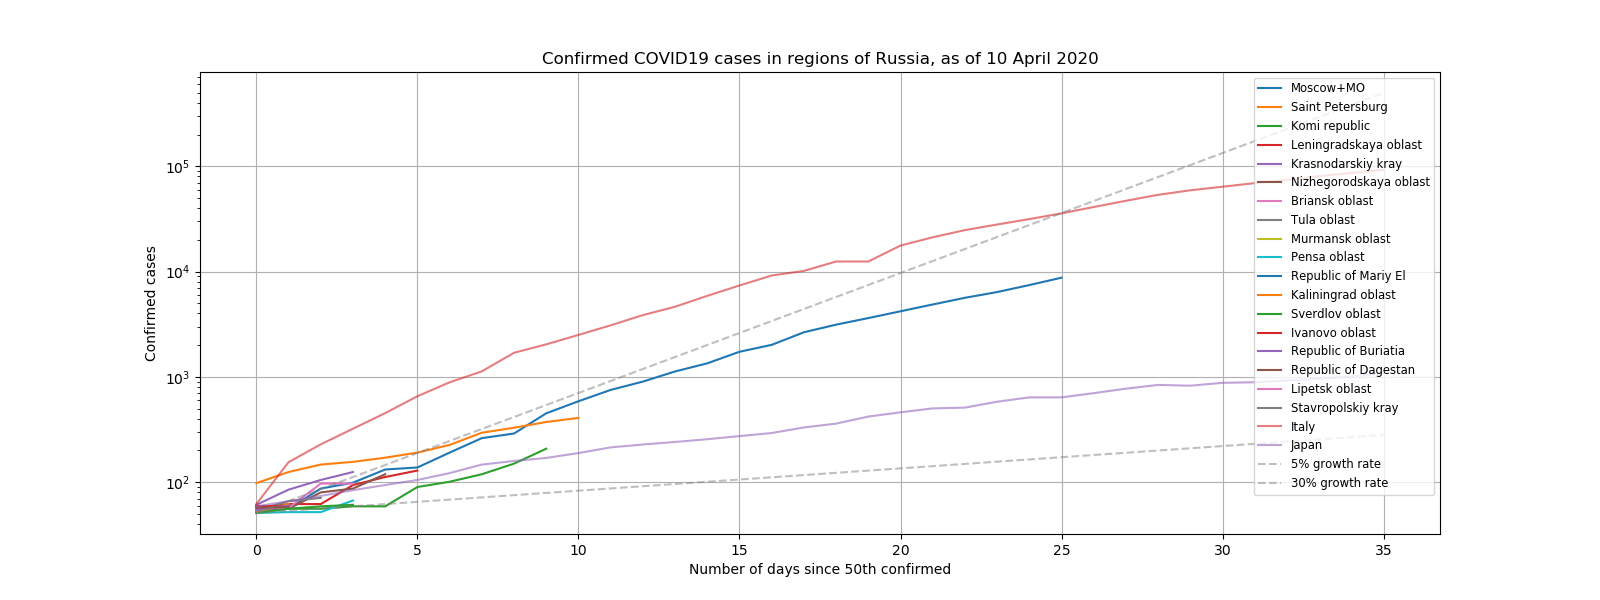 Confirmed COVID19 cases in regions of Russia, as of 10 April 2020
Confirmed cases
10⁵
10⁴
10³
10²
0 5 10 15 20 25 30 35
Number of days since 50th confirmed
Moscow+MO
Saint Petersburg
Komi republic
Leningradskaya oblast
Krasnodarskiy kray
Nizhegorodskaya oblast
Briansk oblast
Tula oblast
Murmansk oblast
Pensa oblast
Republic of Mariy El
Kaliningrad oblast
Sverdlov oblast
Ivanovo oblast
Republic of Buriatia
Republic of Dagestan
Lipetsk oblast
Stavropolskiy kray
Italy
Japan
5% growth rate
30% growth rate